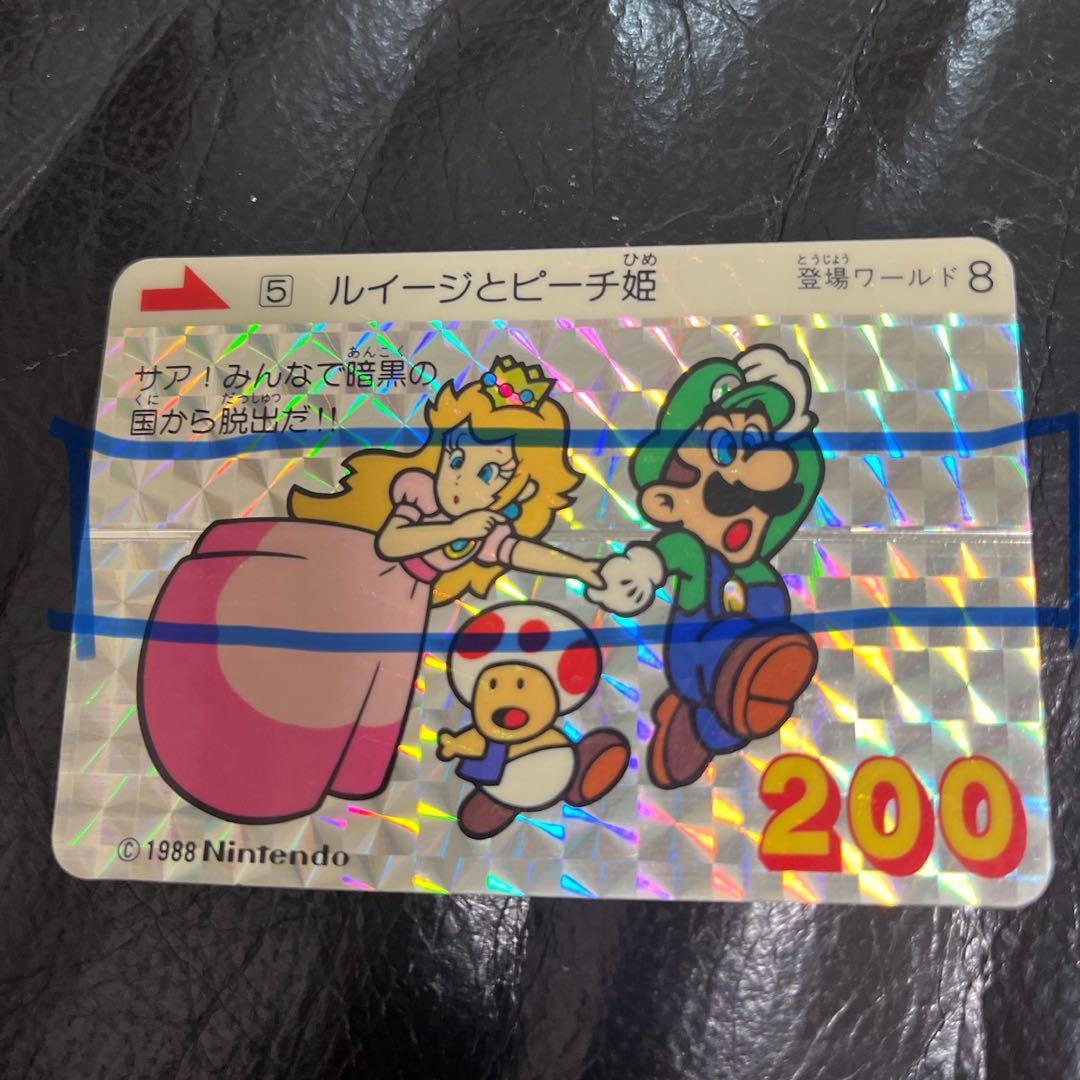 5 ルイージとピーチ姫
ひめ
登場ワールド8
とうじょう
サア!みんなで暗黒の
あんこく
国から脱出だ!!
くに だっしゅつ
200
© 1988 Nintendo